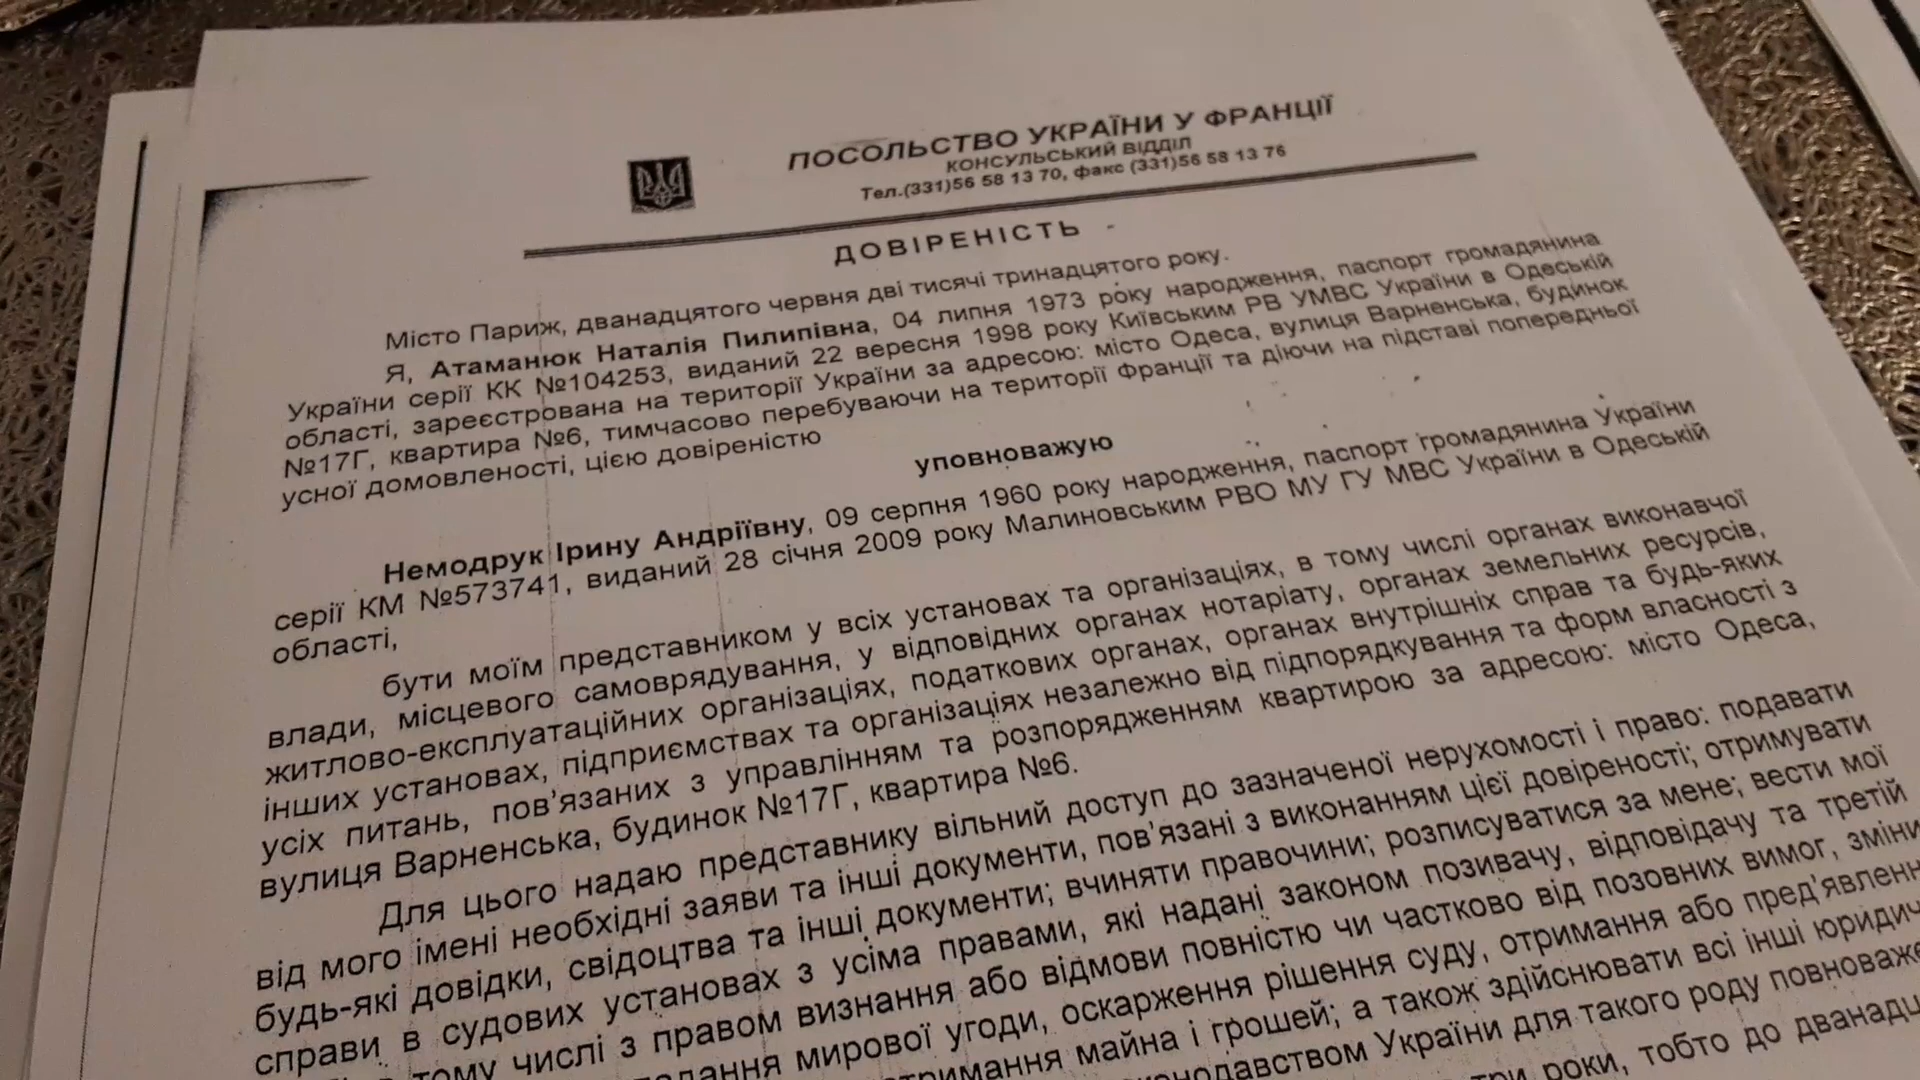 ПОСОЛЬСТВО УКРАЇНИ У ФРАНЦІЇ
КОНСУЛЬСЬКИЙ ВІДДІЛ
Тел.(331)56 58 13 70, факс (331)56 58 13 76
ДОВІРЕНІСТЬ -
Місто Париж, дванадцятого червня дві тисячі тринадцятого року.
Я, Атаманюк Наталія Пилипівна, 04 липня 1973 року народження, паспорт громадянина
України серії КК №104253, виданий 22 вересня 1998 року Київським РВ УМВС України в Одеській
області, зареєстрована на території України за адресою: місто Одеса, вулиця Варненська, будинок
№17Г, квартира №6, тимчасово перебуваючи на території Франції та діючи на підставі попередньої
усної домовленості, цією довіреністю
уповноважую
Немодрук Ірину Андріївну, 09 серпня 1960 року народження, паспорт громадянина України
серії КМ №573741, виданий 28 січня 2009 року Малиновським РВО МУ ГУ МВС України в Одеській
області,
бути моїм представником у всіх установах та організаціях, в тому числі органах виконавчої
влади, місцевого самоврядування, у відповідних органах нотаріату, органах земельних ресурсів,
житлово-експлуатаційних організаціях, податкових органах, органах внутрішніх справ та будь-яких
інших установах, підприємствах та організаціях незалежно від підпорядкування та форм власності з
усіх питань, пов'язаних з управлінням та розпорядженням квартирою за адресою: місто Одеса,
вулиця Варненська, будинок №17Г, квартира №6.
Для цього надаю представнику вільний доступ до зазначеної нерухомості і право: подавати
від мого імені необхідні заяви та інші документи, пов'язані з виконанням цієї довіреності; отримувати
будь-які довідки, свідоцтва та інші документи; вчиняти правочини; розписуватися за мене; вести мої
справи в судових установах з усіма правами, які надані законом позивачу, відповідачу та третій
тому числі з правом визнання або відмови повністю чи частково від позовних вимог, зміни
мирової угоди, оскарження рішення суду, отримання або пред'явленн
майна і грошей; а також здійснювати всі інші юридич
України для такого роду повноваже
роки, тобто до дванадц